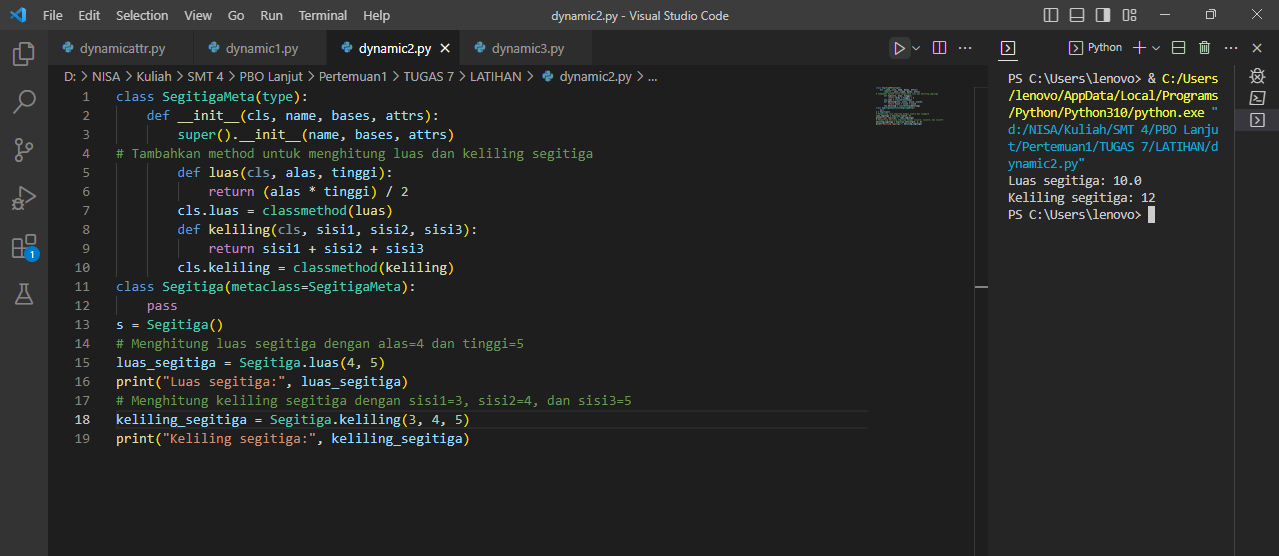 File Edit Selection View Go Run Terminal Help dynamic2.py - Visual Studio Code
dynamicattr.py dynamic1.py dynamic2.py dynamic3.py
Python
D: > NISA > Kuliah > SMT 4 > PBO Lanjut > Pertemuan1 > TUGAS 7 > LATIHAN > dynamic2.py > ...
1 class SegitigaMeta(type):
2 def __init__(cls, name, bases, attrs):
3 super().__init__(name, bases, attrs)
4 # Tambahkan method untuk menghitung luas dan keliling segitiga
5 def luas(cls, alas, tinggi):
6 return (alas * tinggi) / 2
7 cls.luas = classmethod(luas)
8 def keliling(cls, sisi1, sisi2, sisi3):
9 return sisi1 + sisi2 + sisi3
10 cls.keliling = classmethod(keliling)
11 class Segitiga(metaclass=SegitigaMeta):
12 pass
13 s = Segitiga()
14 # Menghitung luas segitiga dengan alas=4 dan tinggi=5
15 luas_segitiga = Segitiga.luas(4, 5)
16 print("Luas segitiga:", luas_segitiga)
17 # Menghitung keliling segitiga dengan sisi1=3, sisi2=4, dan sisi3=5
18 keliling_segitiga = Segitiga.keliling(3, 4, 5)
19 print("Keliling segitiga:", keliling_segitiga)
PS C:\Users\lenovo> & C:/Users
/lenovo/AppData/Local/Programs
/Python/Python310/python.exe "
d:/NISA/Kuliah/SMT 4/PBO Lanju
t/Pertemuan1/TUGAS 7/LATIHAN/d
ynamic2.py"
Luas segitiga: 10.0
Keliling segitiga: 12
PS C:\Users\lenovo>
1